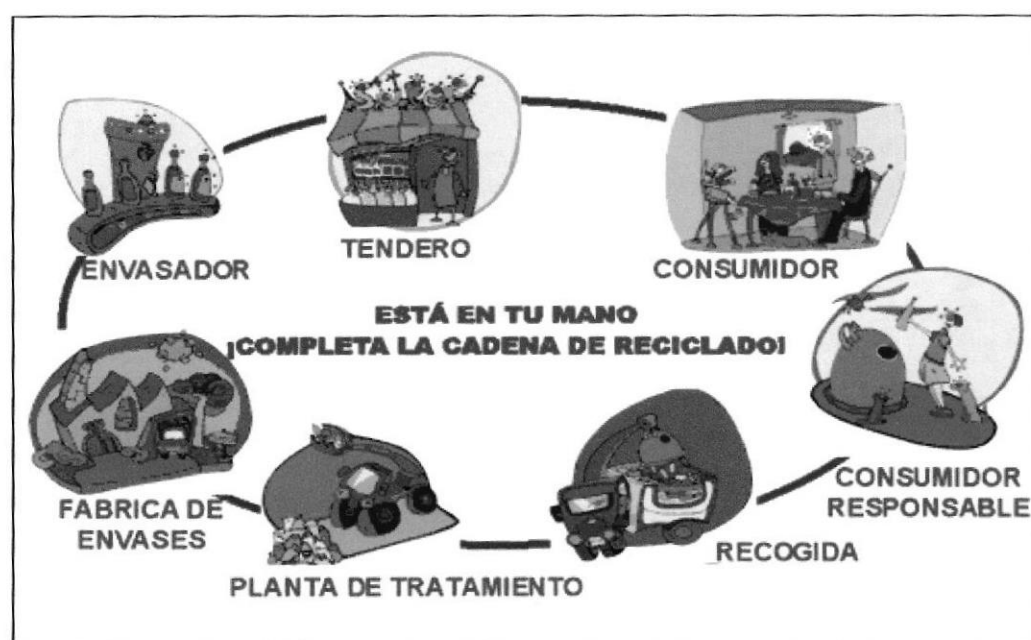 TENDERO
ENVASADOR
CONSUMIDOR
ESTÁ EN TU MANO
¡COMPLETA LA CADENA DE RECICLADO!
CONSUMIDOR
RESPONSABLE
FABRICA DE
ENVASES
RECOGIDA
PLANTA DE TRATAMIENTO